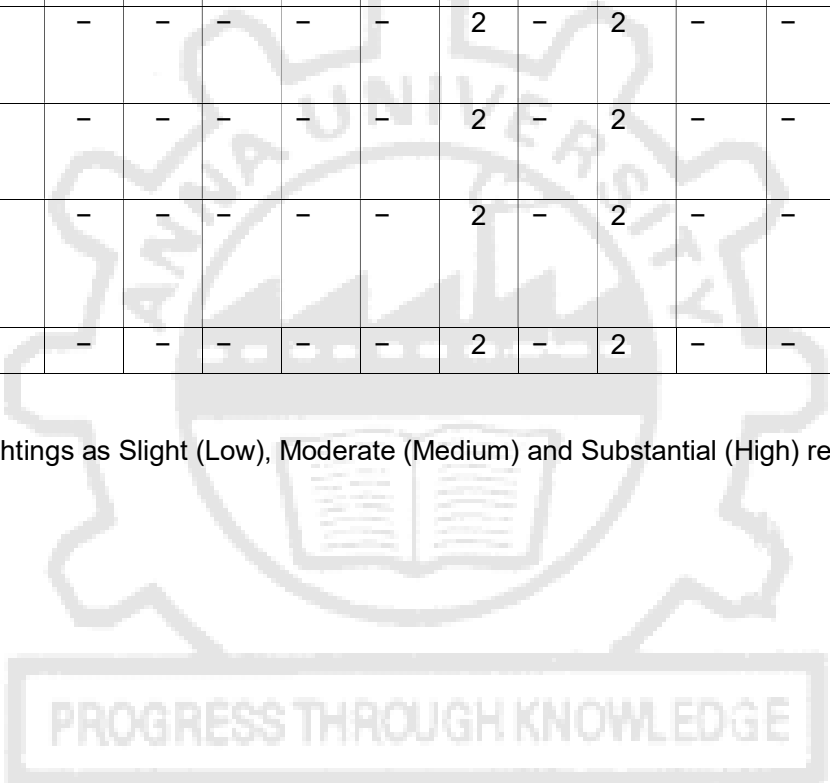 – – – – – 2 – 2 – –
– – – – – 2 – 2 – –
– – – – – 2 – 2 – –
– – – – – 2 – 2 – –
htings as Slight (Low), Moderate (Medium) and Substantial (High) re
ANNA UNIVERSITY
PROGRESS THROUGH KNOWLEDGE